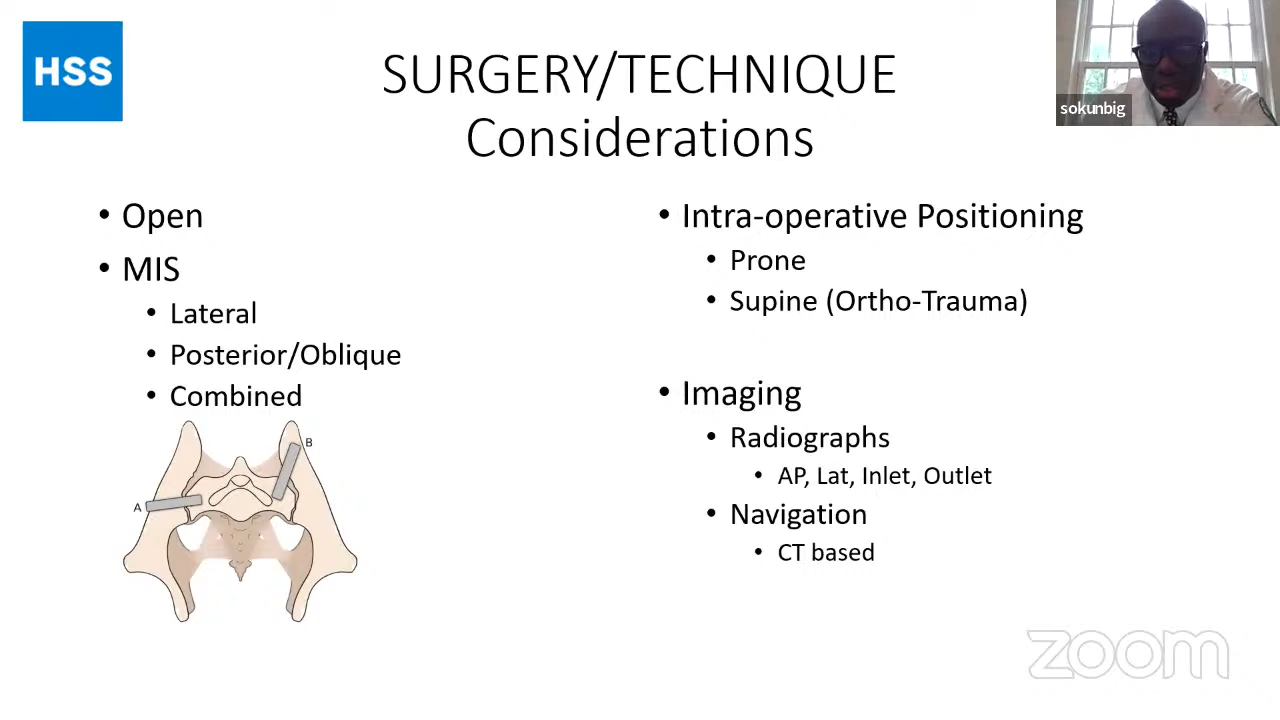 HSS
SURGERY/TECHNIQUE
Considerations
sokunbig
• Open
• MIS
• Lateral
• Posterior/Oblique
• Combined
A
B
• Intra-operative Positioning
• Prone
• Supine (Ortho-Trauma)
• Imaging
• Radiographs
• AP, Lat, Inlet, Outlet
• Navigation
• CT based
zoom